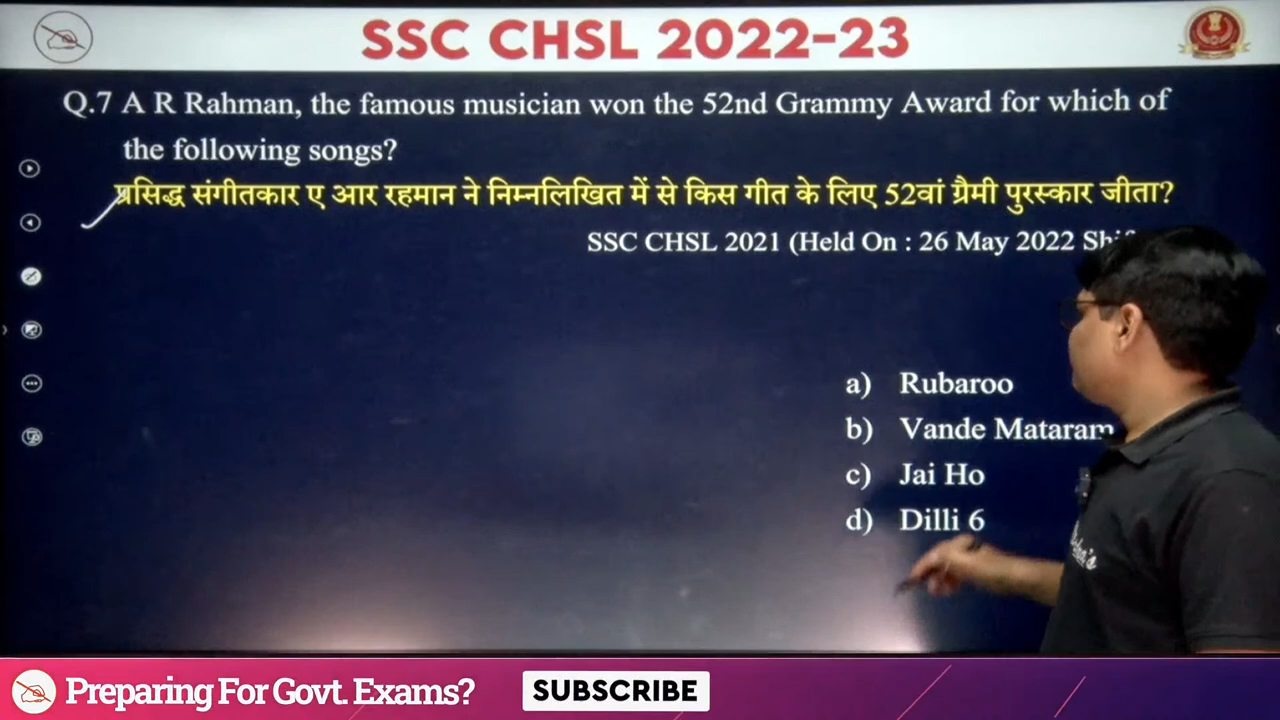 SSC CHSL 2022-23
Q.7 A R Rahman, the famous musician won the 52nd Grammy Award for which of
the following songs?
प्रसिद्ध संगीतकार ए आर रहमान ने निम्नलिखित में से किस गीत के लिए 52वां ग्रैमी पुरस्कार जीता?
SSC CHSL 2021 (Held On : 26 May 2022
a) Rubaroo
b) Vande Mataram
c) Jai Ho
d) Dilli 6
Preparing For Govt. Exams?
SUBSCRIBE